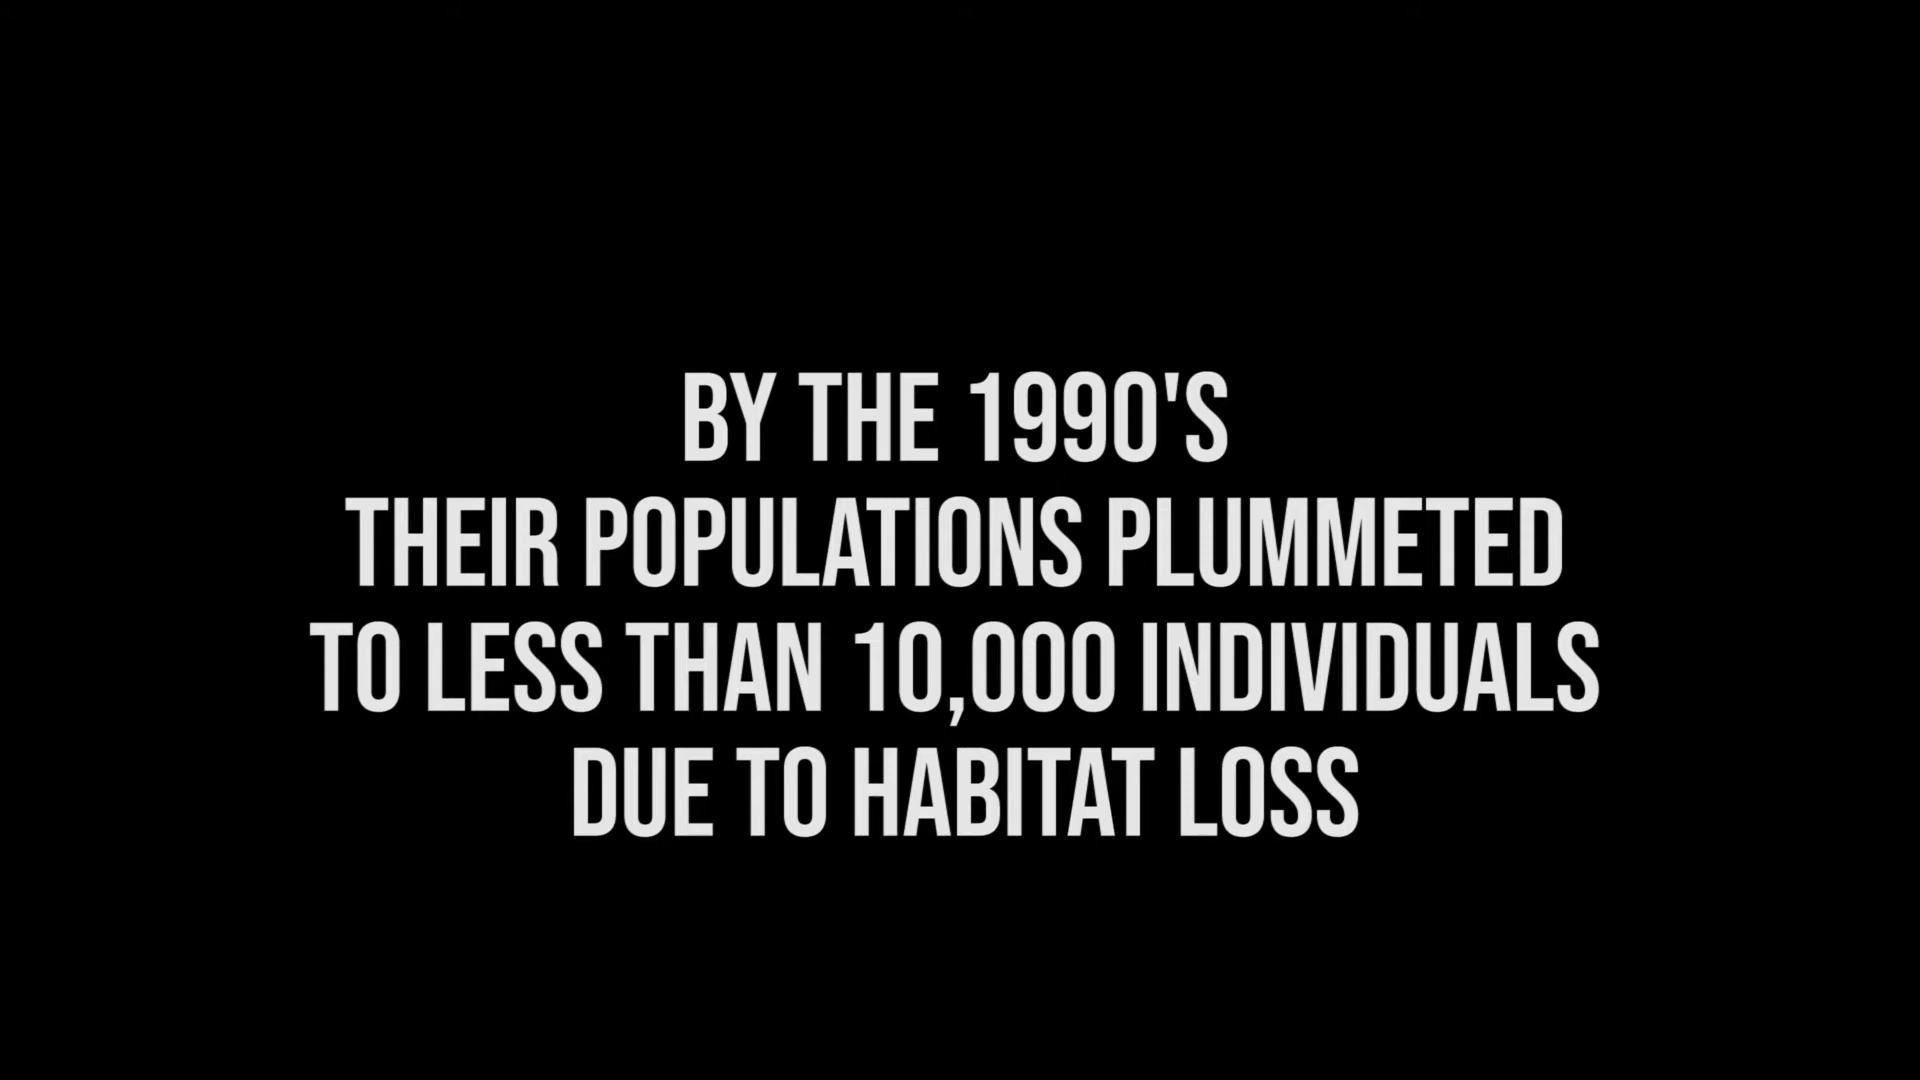 BY THE 1990'S
THEIR POPULATIONS PLUMMETED
TO LESS THAN 10,000 INDIVIDUALS
DUE TO HABITAT LOSS